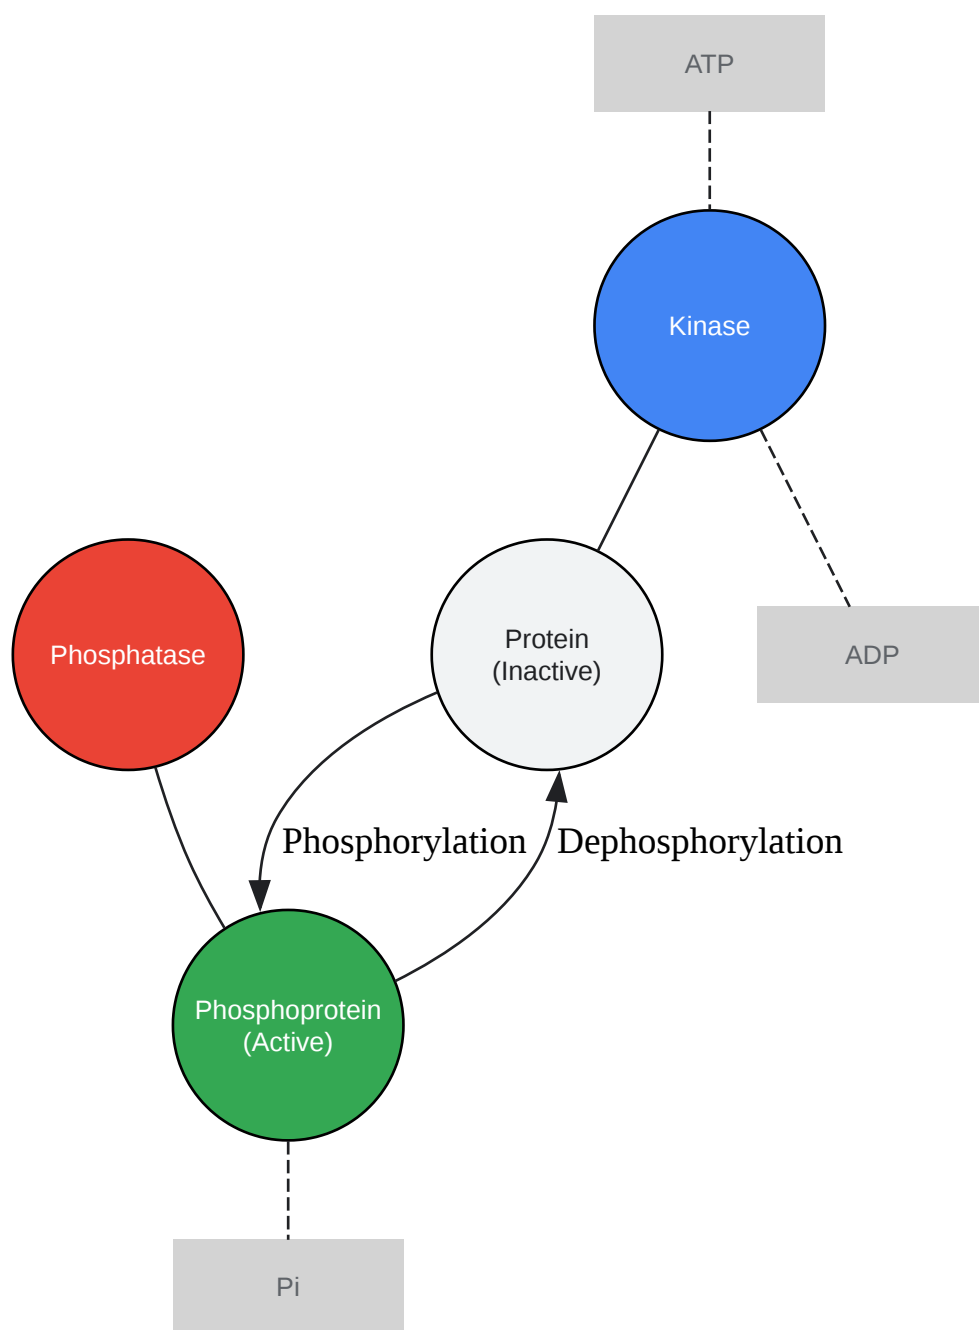 ATP
Kinase
Protein
(Inactive)
Phosphatase
ADP
Phosphorylation
Dephosphorylation
Phosphoprotein
(Active)
Pi